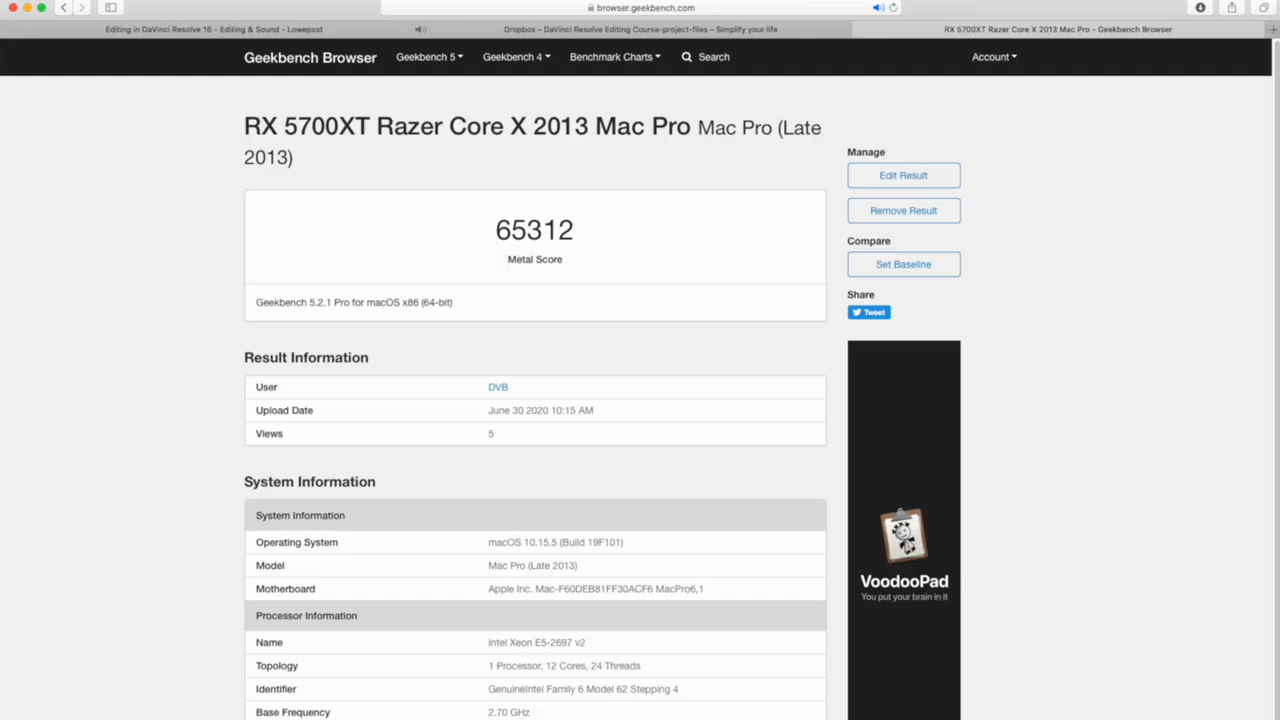 browser.geekbench.com
Editing in DaVinci Resolve 16 - Editing & Sound - Lowepost
Dropbox – DaVinci Resolve Editing Course-project-files – Simplify your life
RX 5700XT Razer Core X 2013 Mac Pro - Geekbench Browser
Geekbench Browser
Geekbench 5
Geekbench 4
Benchmark Charts
Search
Account
RX 5700XT Razer Core X 2013 Mac Pro Mac Pro (Late
2013)
65312
Metal Score
Geekbench 5.2.1 Pro for macOS x86 (64-bit)
Manage
Edit Result
Remove Result
Compare
Set Baseline
Share
Tweet
Result Information
User DVB
Upload Date June 30 2020 10:15 AM
Views 5
System Information
System Information
Operating System macOS 10.15.5 (Build 19F101)
Model Mac Pro (Late 2013)
Motherboard Apple Inc. Mac-F60DEB81FF30ACF6 MacPro6,1
Processor Information
Name Intel Xeon E5-2697 v2
Topology 1 Processor, 12 Cores, 24 Threads
Identifier GenuineIntel Family 6 Model 62 Stepping 4
Base Frequency 2.70 GHz
VoodooPad
You put your brain in it